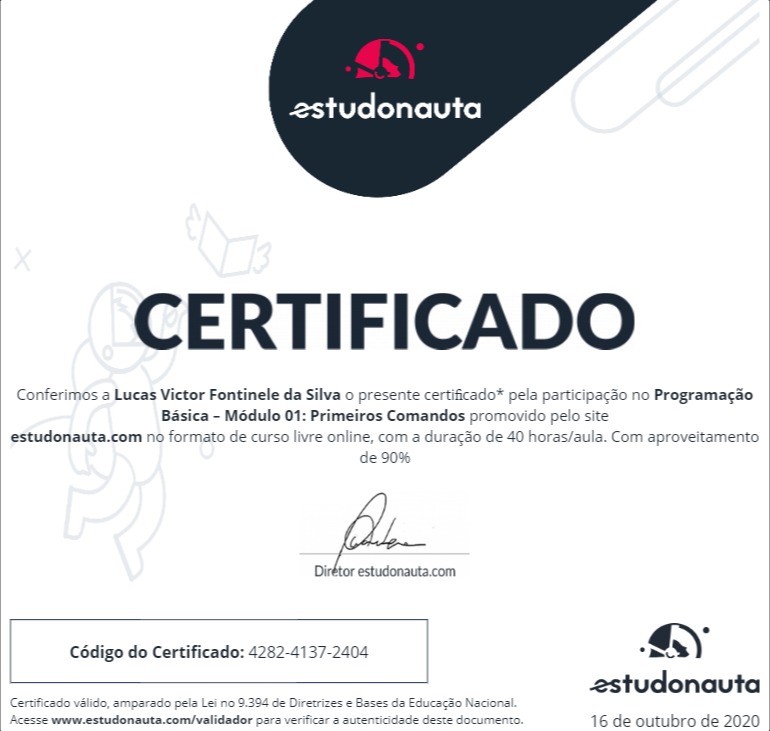 estudonauta
CERTIFICADO
Conferimos a Lucas Victor Fontinele da Silva o presente certificado* pela participação no Programação
Básica – Módulo 01: Primeiros Comandos promovido pelo site
estudonauta.com no formato de curso livre online, com a duração de 40 horas/aula. Com aproveitamento
de 90%
Diretor estudonauta.com
Código do Certificado: 4282-4137-2404
estudonauta
Certificado válido, amparado pela Lei no 9.394 de Diretrizes e Bases da Educação Nacional.
Acesse www.estudonauta.com/validador para verificar a autenticidade deste documento.
16 de outubro de 2020